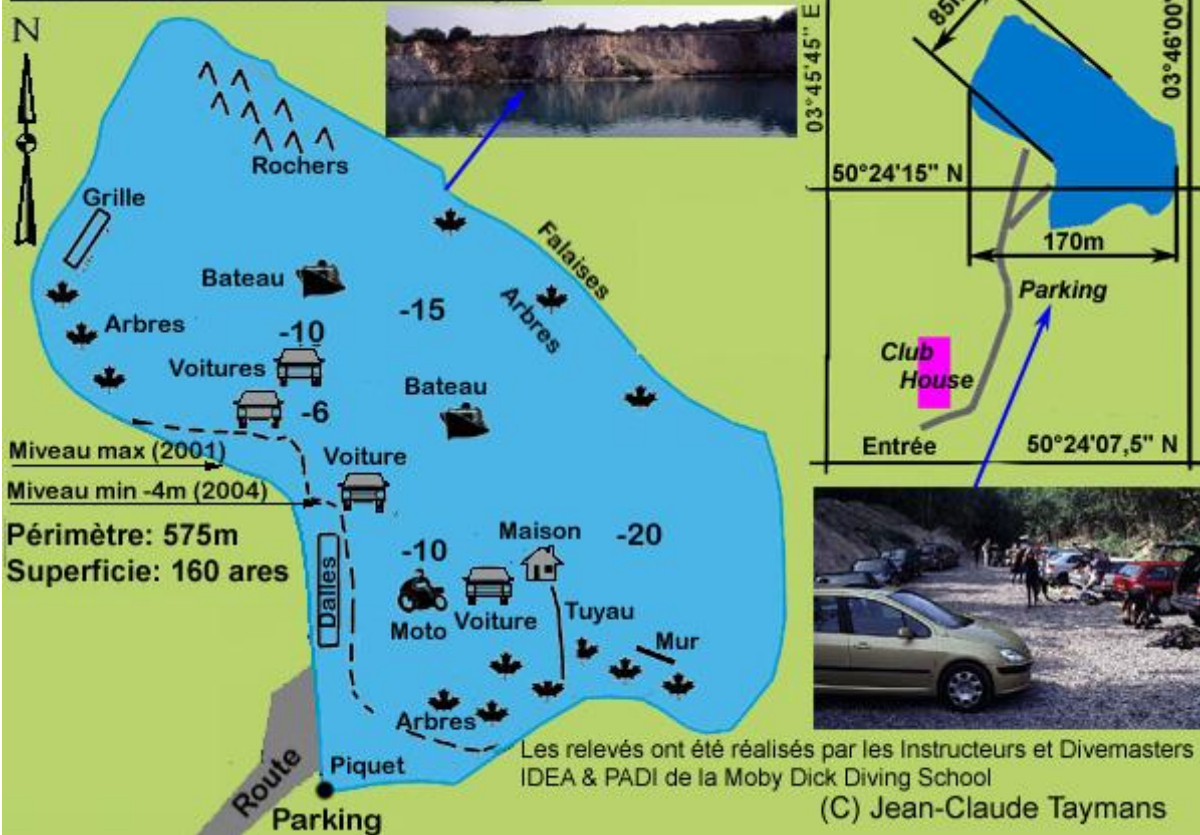 N
Rochers
Grille
Bateau
-15
Falaises
Arbres
-10
Arbres
Voitures
-6
Bateau
Miveau max (2001)
Voiture
Miveau min -4m (2004)
Périmètre: 575m
Superficie: 160 ares
Maison
-20
-10
Dalles
Tuyau
Moto
Voiture
Mur
Arbres
Piquet
Route
Parking
03°45'45" E
03°46'00"
50°24'15" N
170m
Parking
Club
House
Entrée
50°24'07,5" N
Les relevés ont été réalisés par les Instructeurs et Divemasters
IDEA & PADI de la Moby Dick Diving School
(C) Jean-Claude Taymans